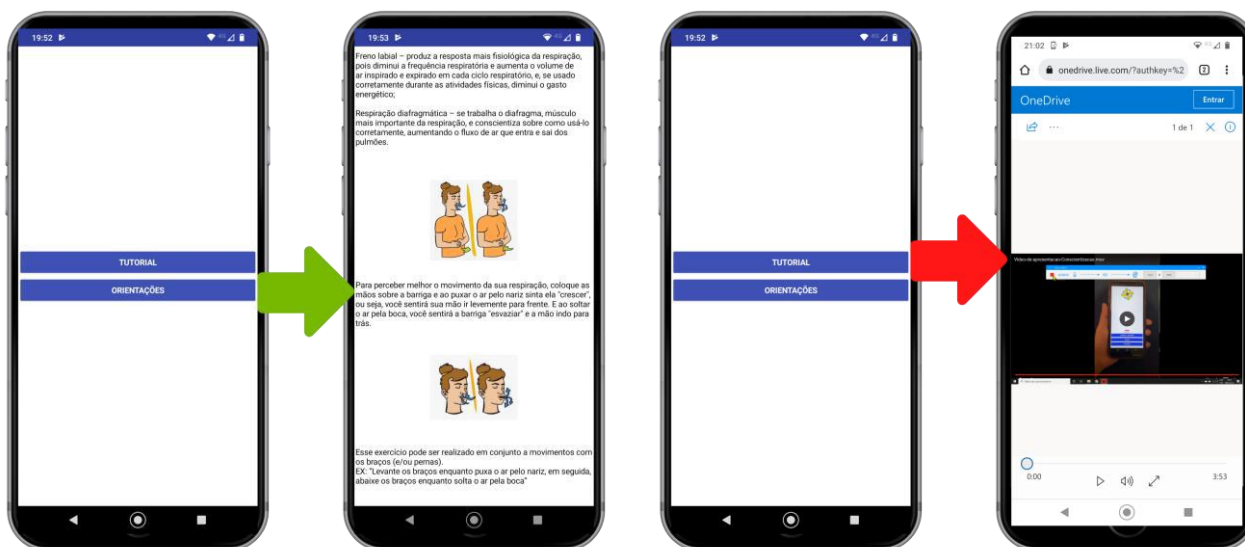 19:52
TUTORIAL
ORIENTAÇÕES
19:53
Freno labial – produz a resposta mais fisiológica da respiração,
pois diminui a frequência respiratória e aumenta o volume de
ar inspirado e expirado em cada ciclo respiratório, e, se usado
corretamente durante as atividades físicas, diminui o gasto
energético;
Respiração diafragmática – se trabalha o diafragma, músculo
mais importante da respiração, e conscientiza sobre como usá-lo
corretamente, aumentando o fluxo de ar que entra e sai dos
pulmões.
Para perceber melhor o movimento da sua respiração, coloque as
mãos sobre a barriga e ao puxar o ar pelo nariz sinta ela "crescer",
ou seja, você sentirá sua mão ir levemente para frente. E ao soltar
o ar pela boca, você sentirá a barriga "esvaziar" e a mão indo para
trás.
Esse exercício pode ser realizado em conjunto a movimentos com
os braços (e/ou pernas).
EX: "Levante os braços enquanto puxa o ar pelo nariz, em seguida,
abaixe os braços enquanto solta o ar pela boca"
19:52
TUTORIAL
ORIENTAÇÕES
21:02
onedrive.live.com/?authkey=%2
2
OneDrive
Entrar
1 de 1
0:00
3:53